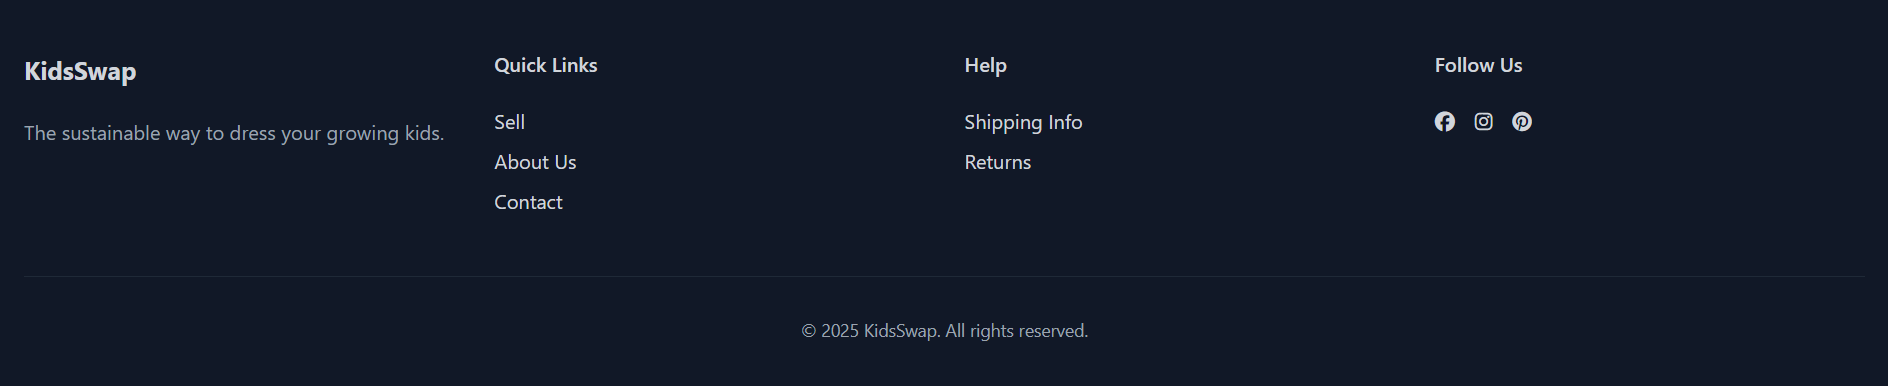 KidsSwap
The sustainable way to dress your growing kids.
Quick Links
Sell
About Us
Contact
Help
Shipping Info
Returns
Follow Us
© 2025 KidsSwap. All rights reserved.